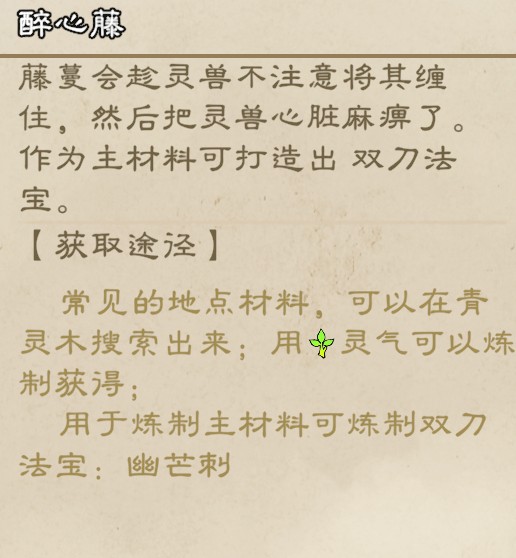 醉心藤
藤蔓会趁灵兽不注意将其缠
住，然后把灵兽心脏麻痹了。
作为主材料可打造出 双刀法
宝。
【获取途径】
常见的地点材料，可以在青
灵木搜索出来；用灵气可以炼
制获得；
用于炼制主材料可炼制双刀
法宝：幽芒刺